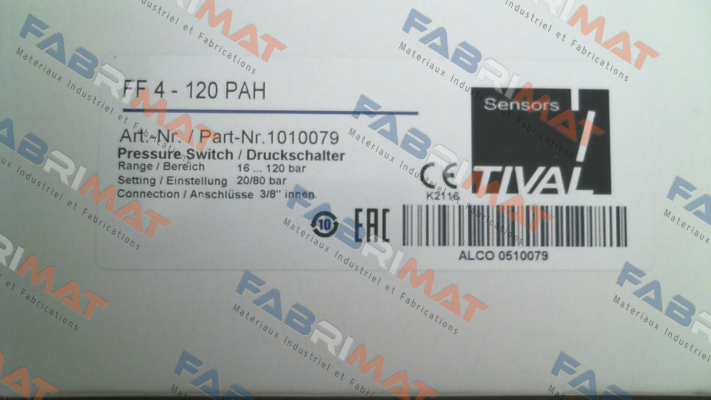 FF 4 - 120 PAH
Art.-Nr. / Part-Nr.1010079
Pressure Switch / Druckschalter
Range / Bereich 16 ... 120 bar
Setting / Einstellung 20/80 bar
Connection / Anschlüsse 3/8" innen
Sensors
TIVAL
CE
K2116
10
EAC
ALCO 0510079
FABRIMAT
Matériaux Industriel et Fabrications